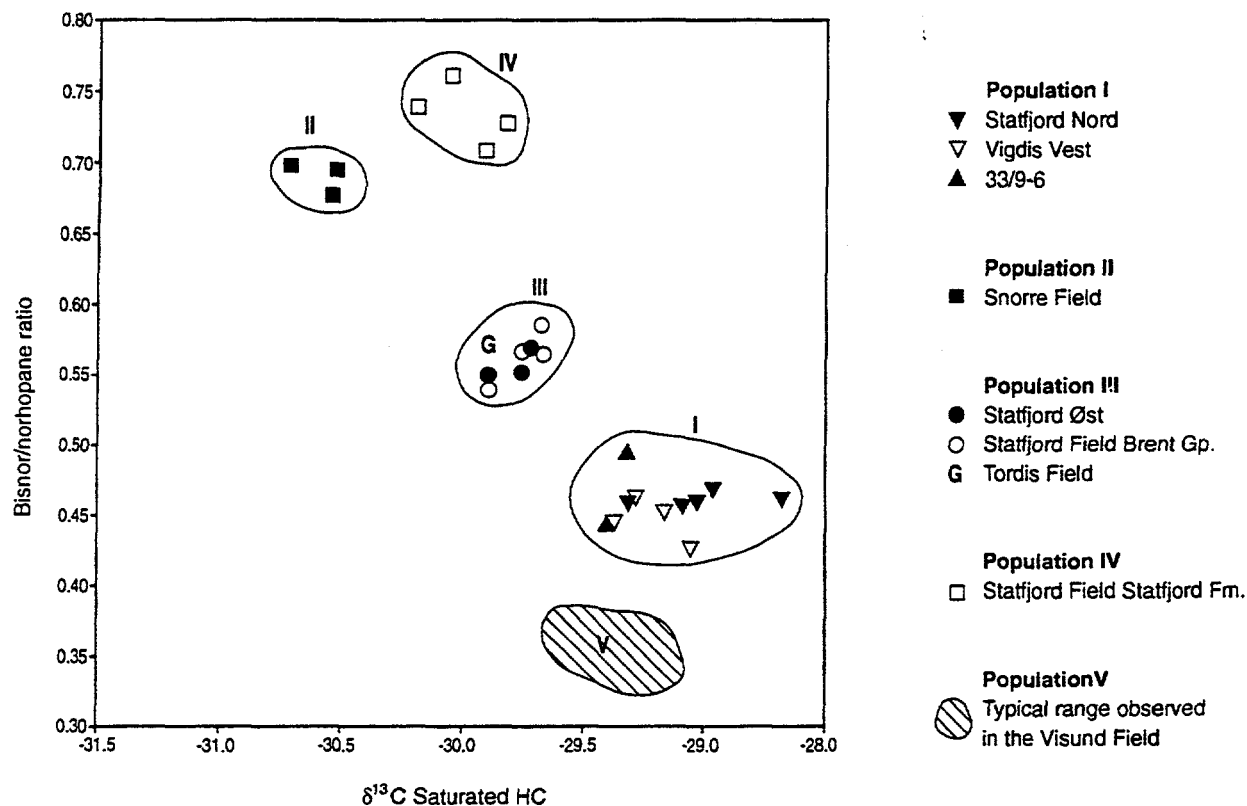 0.80
0.75
0.70
0.65
0.60
0.55
0.50
0.45
0.40
0.35
0.30
Bisnor/norhopane ratio
-31.5
-31.0
-30.5
-30.0
-29.5
-29.0
-28.5
-28.0
δ¹³C Saturated HC
IV
II
III
G
I
V
Population I
Statfjord Nord
Vigdis Vest
33/9-6
Population II
Snorre Field
Population III
Statfjord Øst
Statfjord Field Brent Gp.
G Tordis Field
Population IV
Statfjord Field Statfjord Fm.
PopulationV
Typical range observed
in the Visund Field